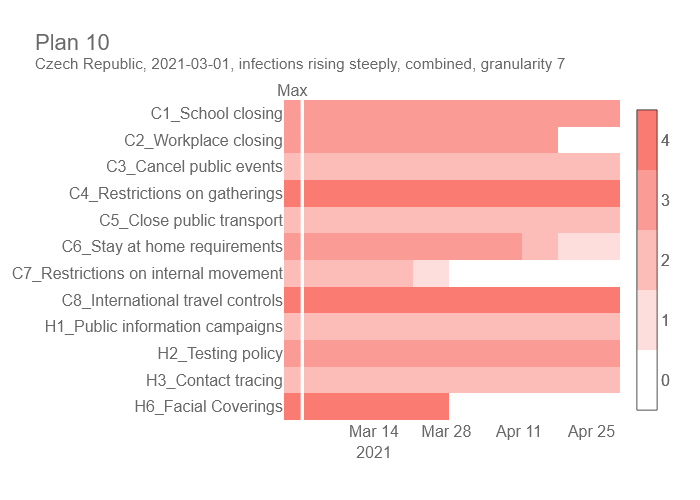 Plan 10
Czech Republic, 2021-03-01, infections rising steeply, combined, granularity 7
Max
C1_School closing
C2_Workplace closing
C3_Cancel public events
C4_Restrictions on gatherings
C5_Close public transport
C6_Stay at home requirements
C7_Restrictions on internal movement
C8_International travel controls
H1_Public information campaigns
H2_Testing policy
H3_Contact tracing
H6_Facial Coverings
Mar 14 Mar 28 Apr 11 Apr 25
2021
4
3
2
1
0